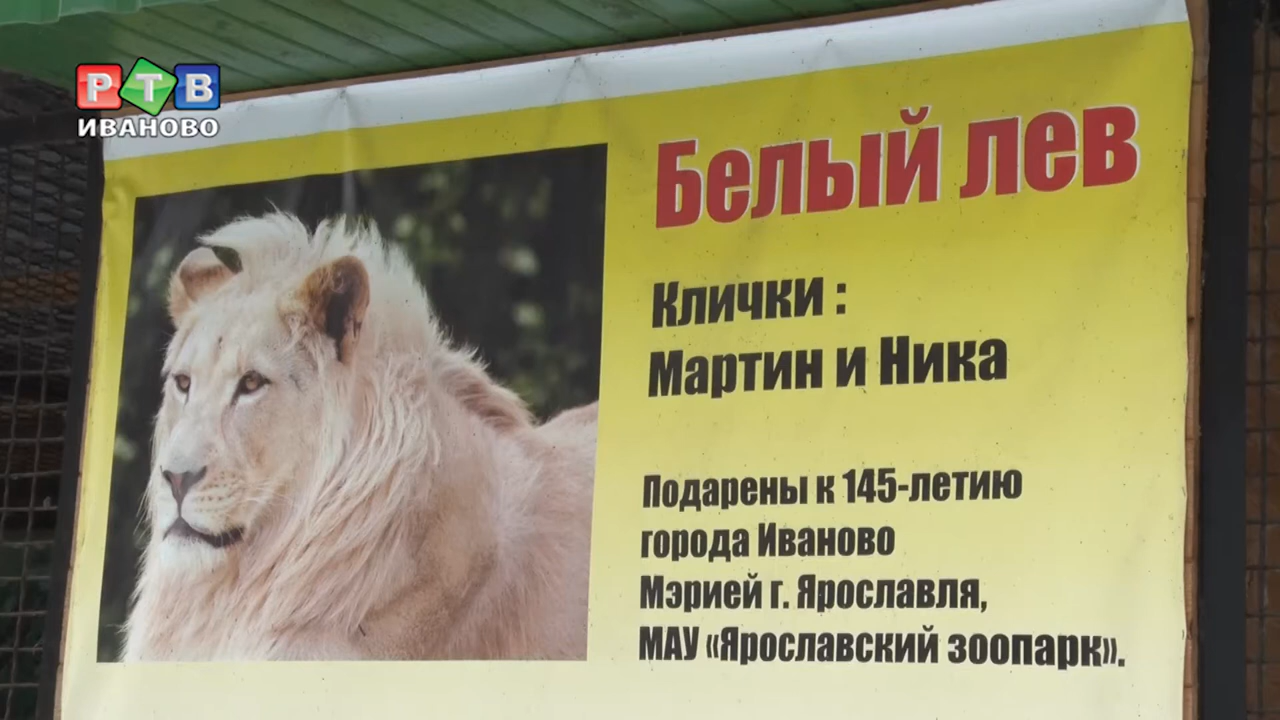 РТВ
ИВАНОВО
Белый лев
Клички :
Мартин и Ника
Подарены к 145-летию
города Иваново
Мэрией г. Ярославля,
МАУ «Ярославский зоопарк».